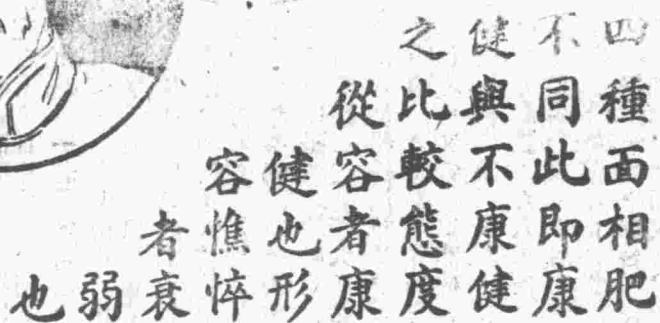 四種面相肥
不同此即康
健與不康健
之比較態度
從容者康
健也形
容憔悴
者衰
弱
也